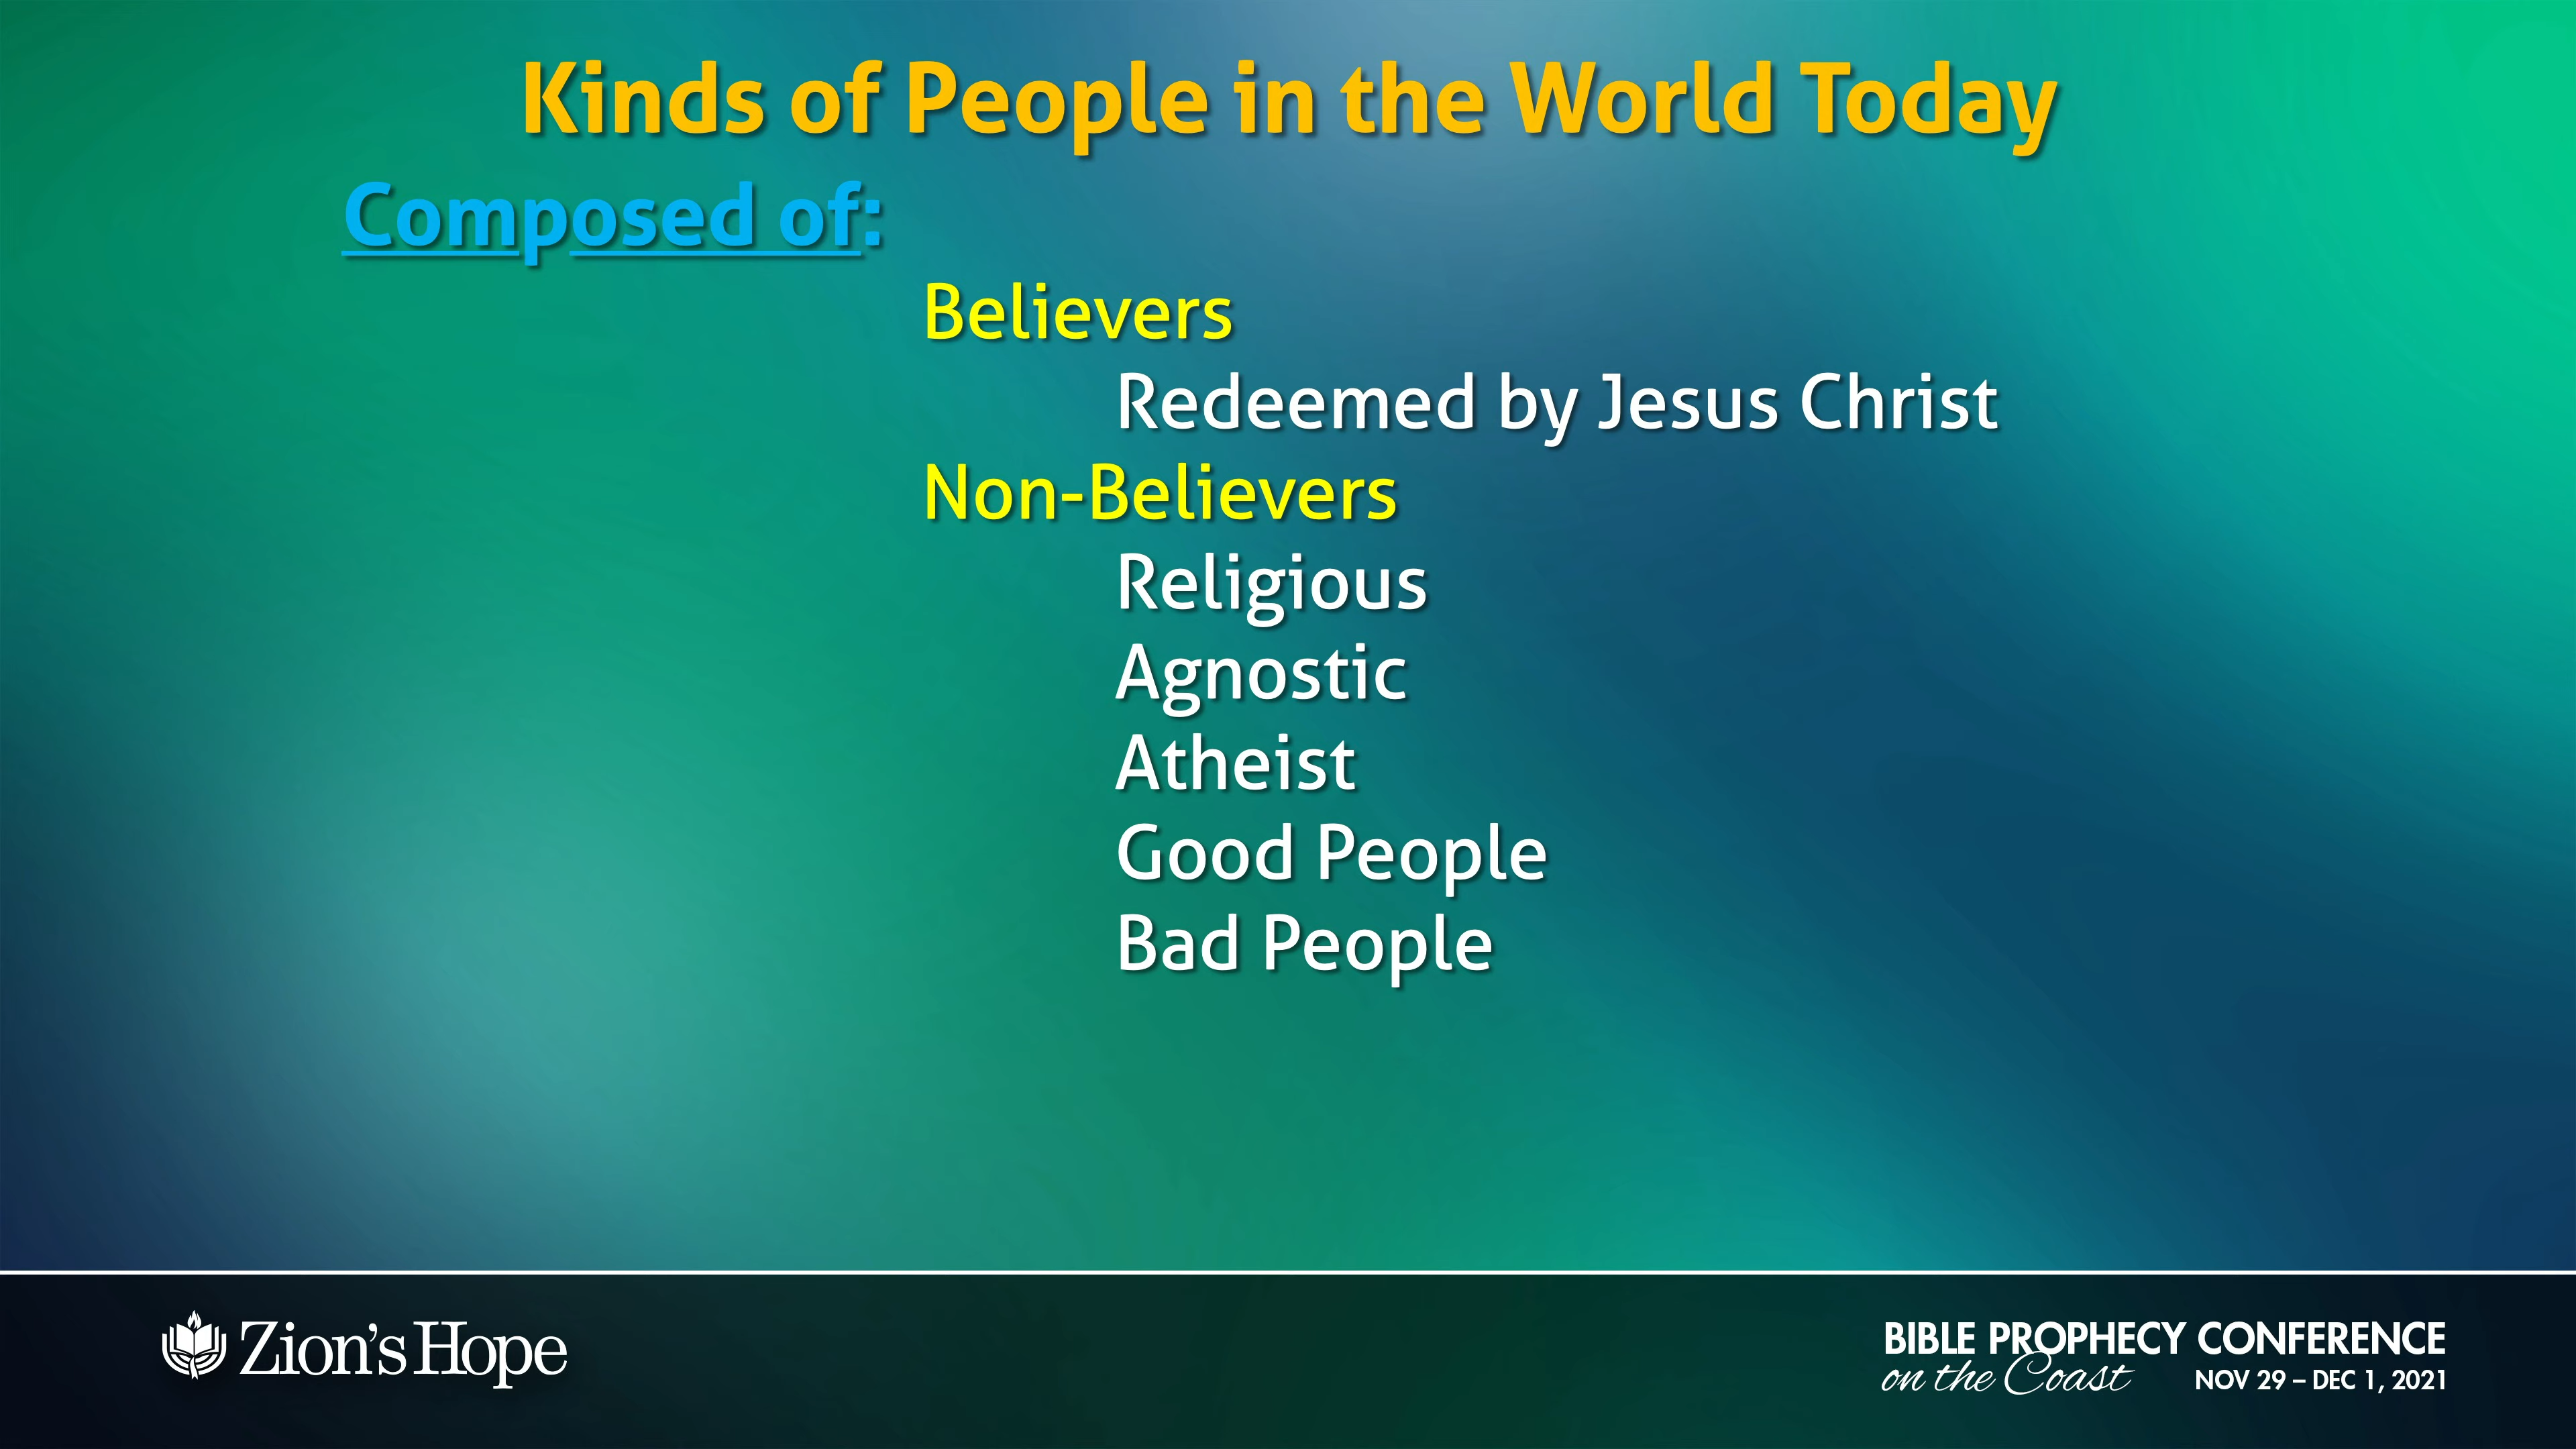 Kinds of People in the World Today
Composed of:
Believers
Redeemed by Jesus Christ
Non-Believers
Religious
Agnostic
Atheist
Good People
Bad People
Zion's Hope
BIBLE PROPHECY CONFERENCE
on the Coast NOV 29 – DEC 1, 2021